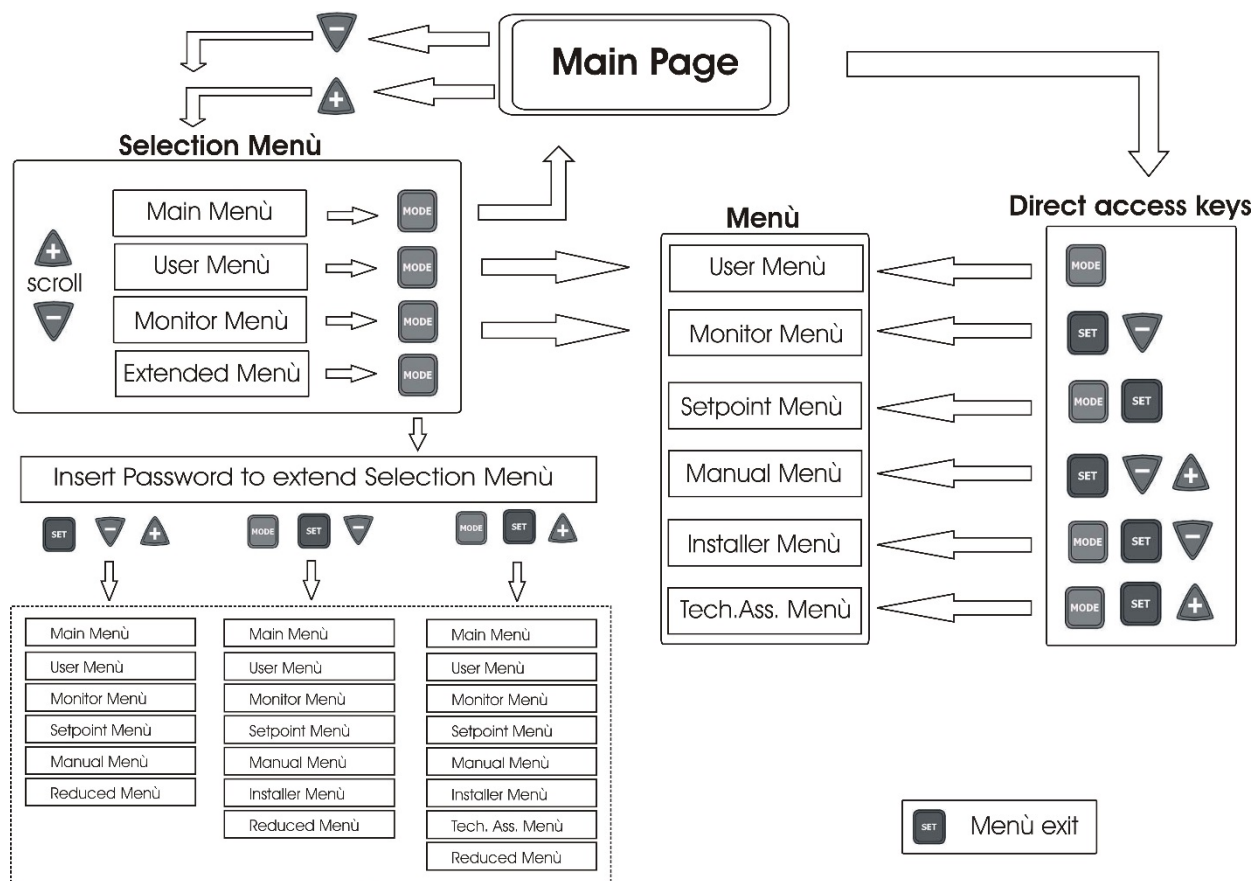 Main Page
Selection Menù
Main Menù
MODE
User Menù
MODE
scroll
Monitor Menù
MODE
Extended Menù
MODE
Insert Password to extend Selection Menù
SET
MODE SET
MODE SET
Main Menù
User Menù
Monitor Menù
Setpoint Menù
Manual Menù
Reduced Menù
Main Menù
User Menù
Monitor Menù
Setpoint Menù
Manual Menù
Installer Menù
Reduced Menù
Main Menù
User Menù
Monitor Menù
Setpoint Menù
Manual Menù
Installer Menù
Tech. Ass. Menù
Reduced Menù
Menù
User Menù
Monitor Menù
Setpoint Menù
Manual Menù
Installer Menù
Tech.Ass. Menù
Direct access keys
MODE
SET
MODE SET
SET
MODE SET
MODE SET
SET Menù exit